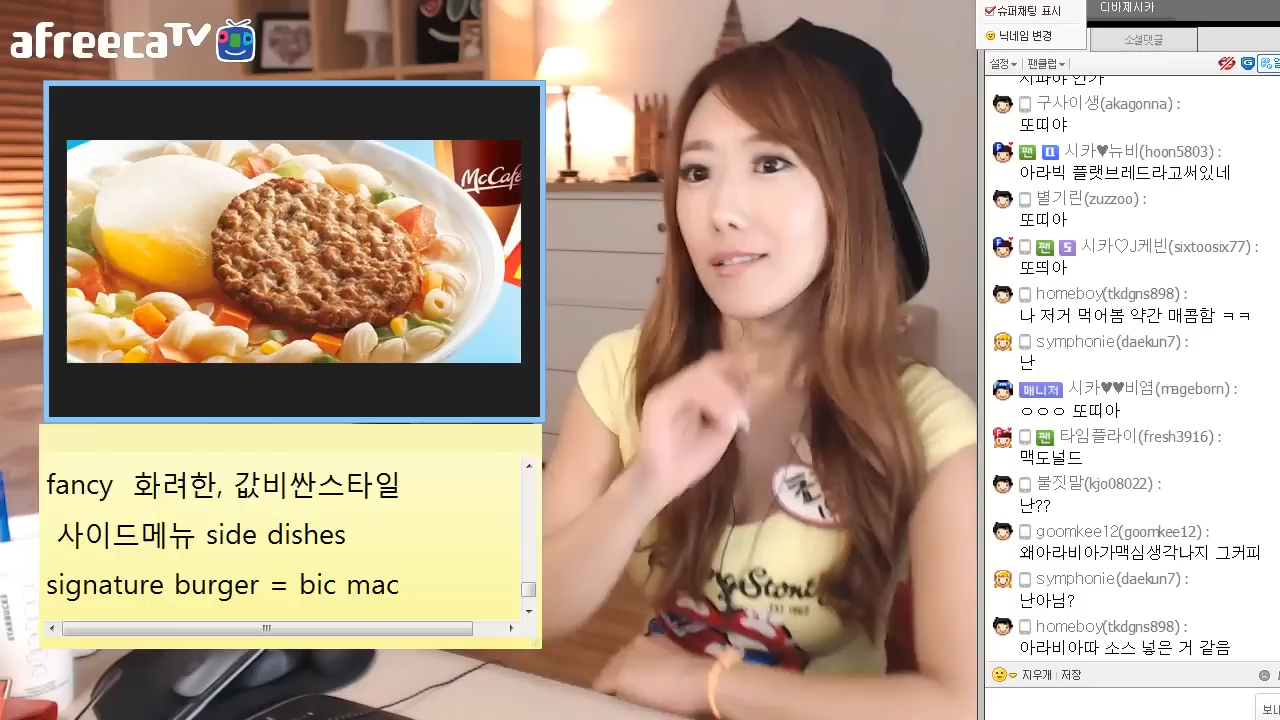 afreecaTV
McCafé
fancy 화려한, 값비싼스타일
사이드메뉴 side dishes
signature burger = bic mac
STARBUCKS
EST 1962
슈퍼채팅 표시
닉네임 변경
디바제시카
소셜댓글
설정 팬클럽
구사이생(akagonna) :
또띠야
팬 시카♥뉴비(hoon5803) :
아라빅 플랫브레드라고써있네
별기린(zuzzoo) :
또띠아
팬 S 시카♡J케빈(sixtoosix77) :
또띄아
homeboy(tkdgns898) :
나 저거 먹어봄 약간 매콤함 ㅋㅋ
symphonie(daekun7) :
난
매니저 시카♥♥비염(mageborn) :
ㅇㅇㅇ 또띠아
팬 타임플라이(fresh3916) :
맥도널드
불짓말(kjo08022) :
난??
goomkee12(goomkee12) :
왜아라비아가맥심생각나지 그커피
symphonie(daekun7) :
난아님?
homeboy(tkdgns898) :
아라비아따 소스 넣은 거 같음
지우개 저장